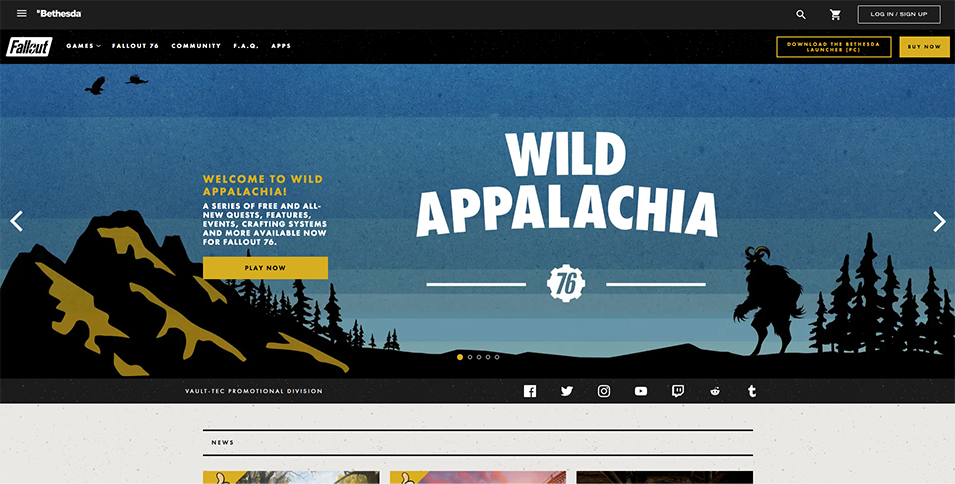 Bethesda
LOG IN / SIGN UP
Fallout
GAMES
FALLOUT 76
COMMUNITY
F.A.Q.
APPS
DOWNLOAD THE BETHESDA
LAUNCHER [PC]
BUY NOW
WELCOME TO WILD
APPALACHIA!
A SERIES OF FREE AND ALL-
NEW QUESTS, FEATURES,
EVENTS, CRAFTING SYSTEMS
AND MORE AVAILABLE NOW
FOR FALLOUT 76.
PLAY NOW
WILD
APPALACHIA
76
VAULT-TEC PROMOTIONAL DIVISION
NEWS